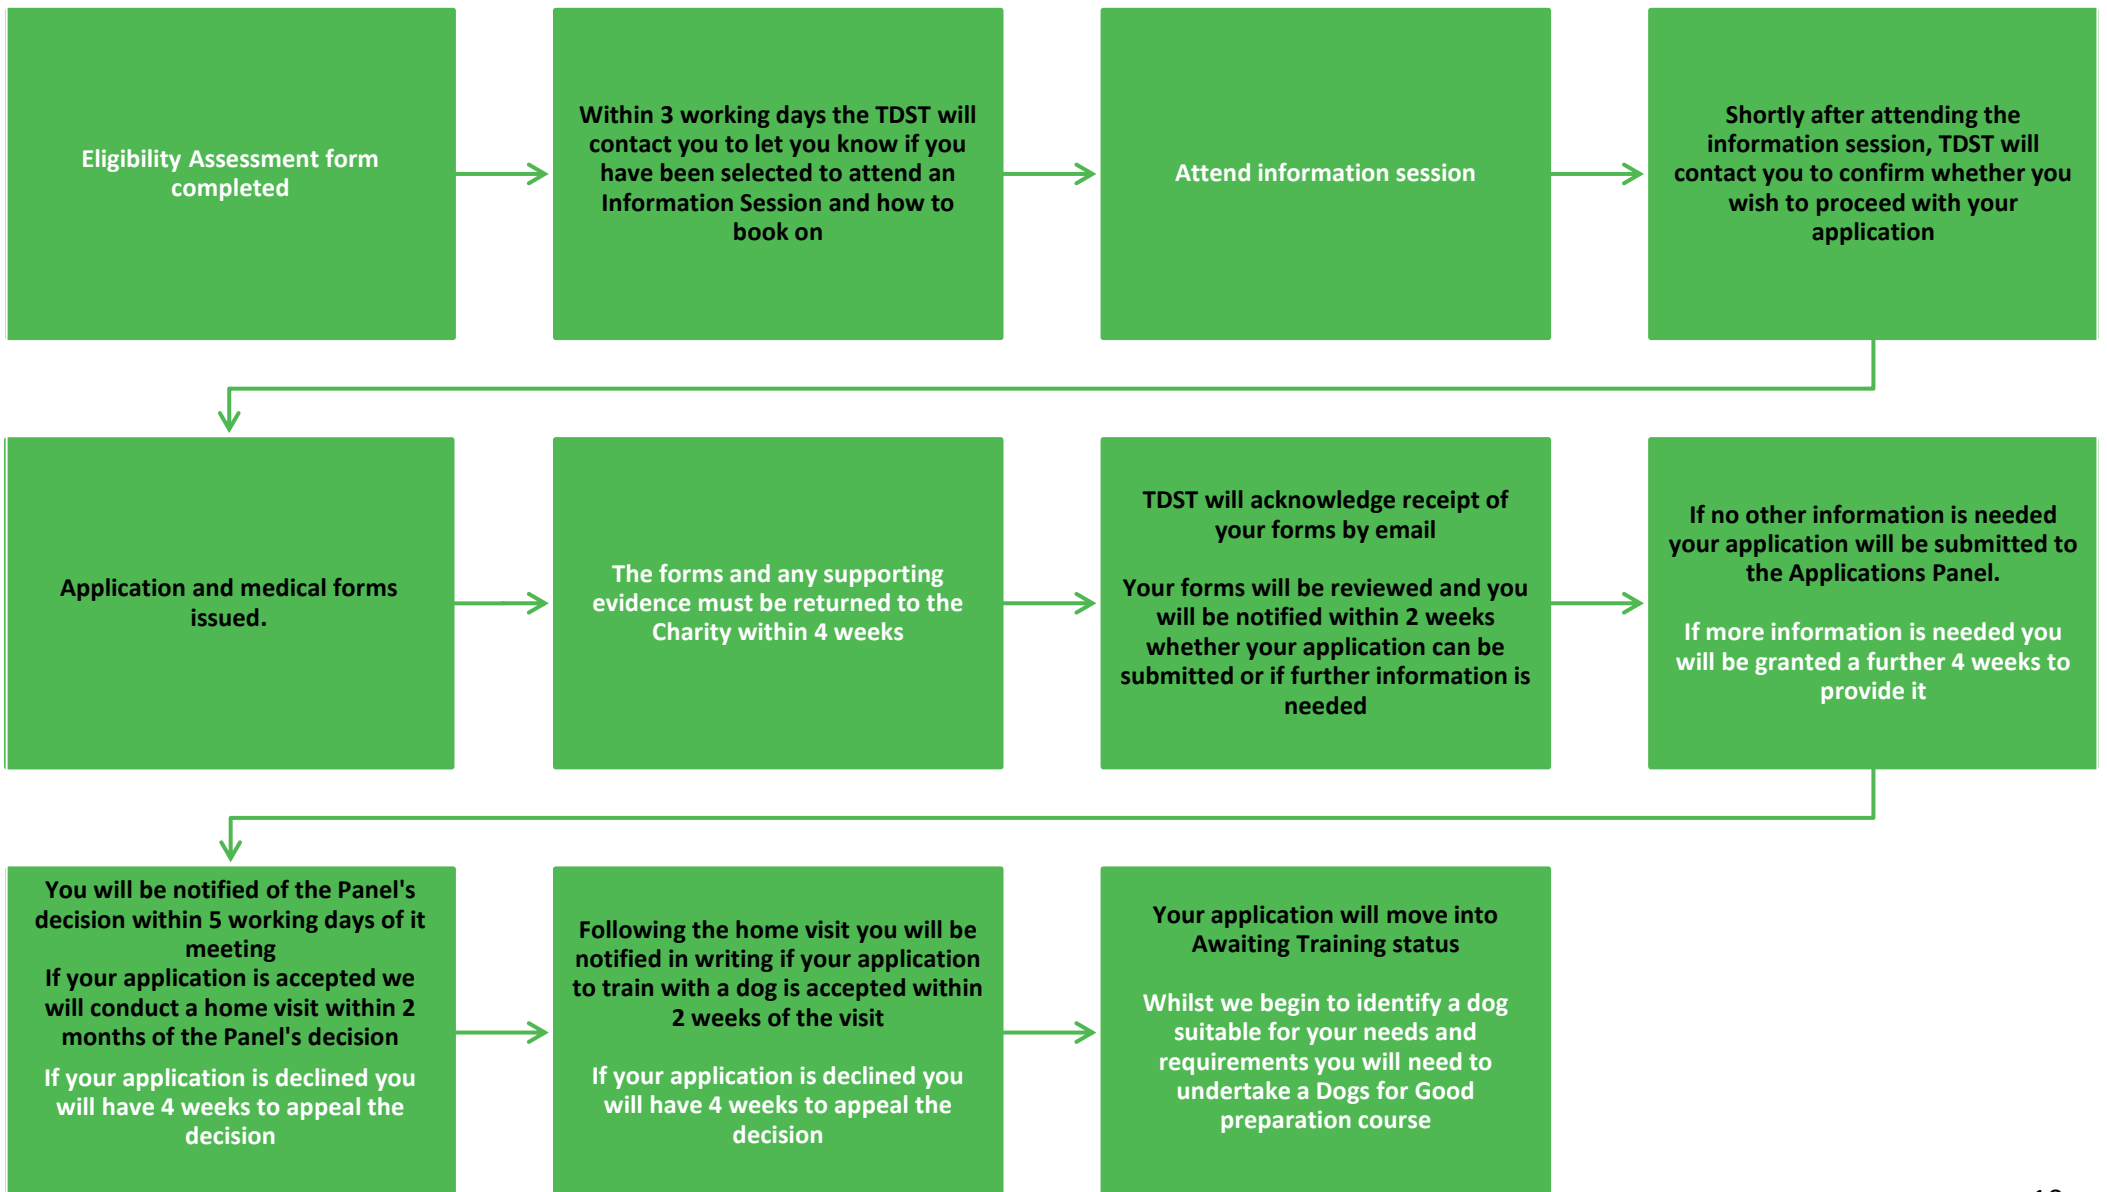 Eligibility Assessment form
completed
Within 3 working days the TDST will
contact you to let you know if you
have been selected to attend an
Information Session and how to
book on
Attend information session
Shortly after attending the
information session, TDST will
contact you to confirm whether you
wish to proceed with your
application
Application and medical forms
issued.
The forms and any supporting
evidence must be returned to the
Charity within 4 weeks
TDST will acknowledge receipt of
your forms by email
Your forms will be reviewed and you
will be notified within 2 weeks
whether your application can be
submitted or if further information is
needed
If no other information is needed
your application will be submitted to
the Applications Panel.
If more information is needed you
will be granted a further 4 weeks to
provide it
You will be notified of the Panel's
decision within 5 working days of it
meeting
If your application is accepted we
will conduct a home visit within 2
months of the Panel's decision
If your application is declined you
will have 4 weeks to appeal the
decision
Following the home visit you will be
notified in writing if your application
to train with a dog is accepted within
2 weeks of the visit
If your application is declined you
will have 4 weeks to appeal the
decision
Your application will move into
Awaiting Training status
Whilst we begin to identify a dog
suitable for your needs and
requirements you will need to
undertake a Dogs for Good
preparation course